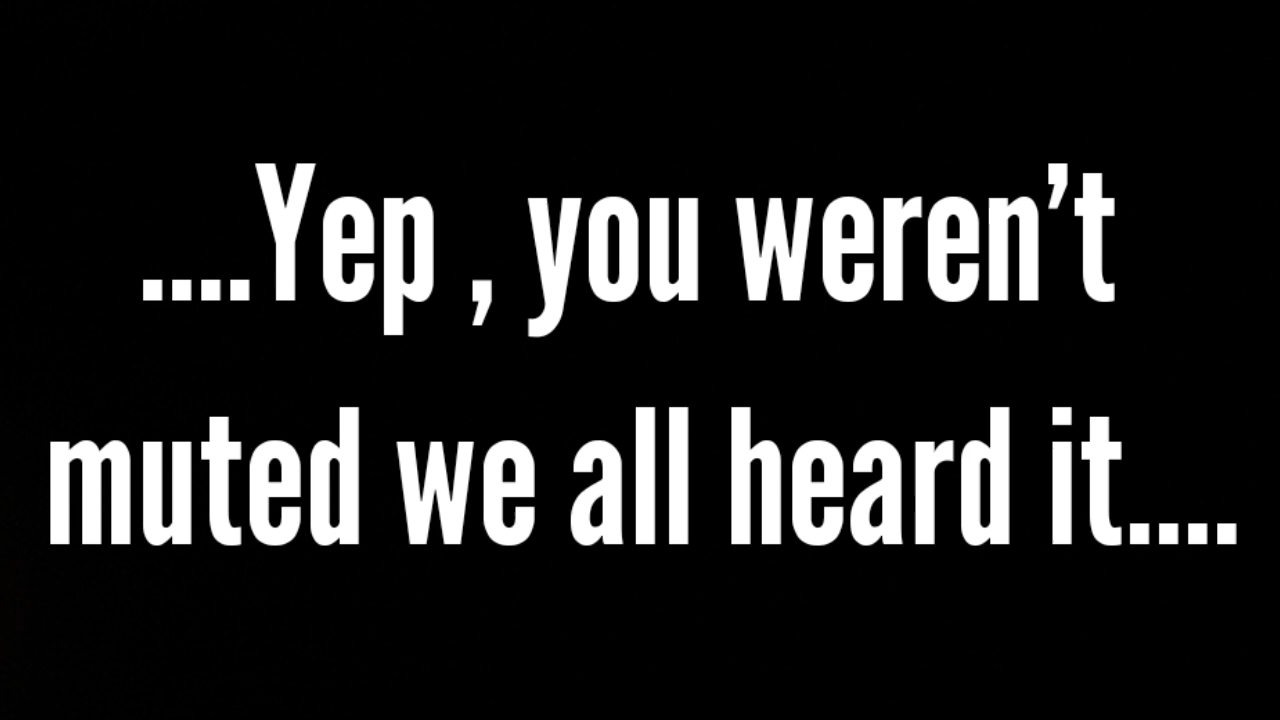 ....Yep , you weren’t
muted we all heard it....